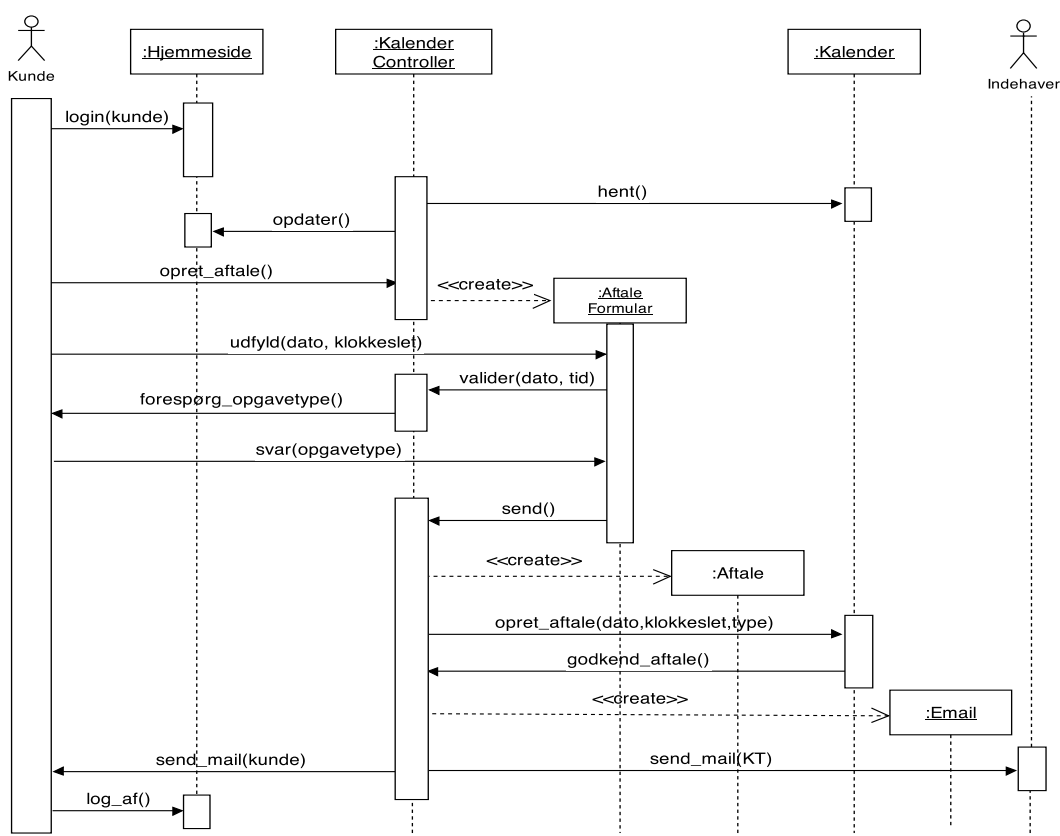 Kunde
:Hjemmeside
:Kalender
Controller
:Kalender
Indehaver
login(kunde)
hent()
opdater()
opret_aftale()
<<create>>
:Aftale
Formular
udfyld(dato, klokkeslet)
valider(dato, tid)
forespørg_opgavetype()
svar(opgavetype)
send()
<<create>>
:Aftale
opret_aftale(dato,klokkeslet,type)
godkend_aftale()
<<create>>
:Email
send_mail(kunde)
send_mail(KT)
log_af()